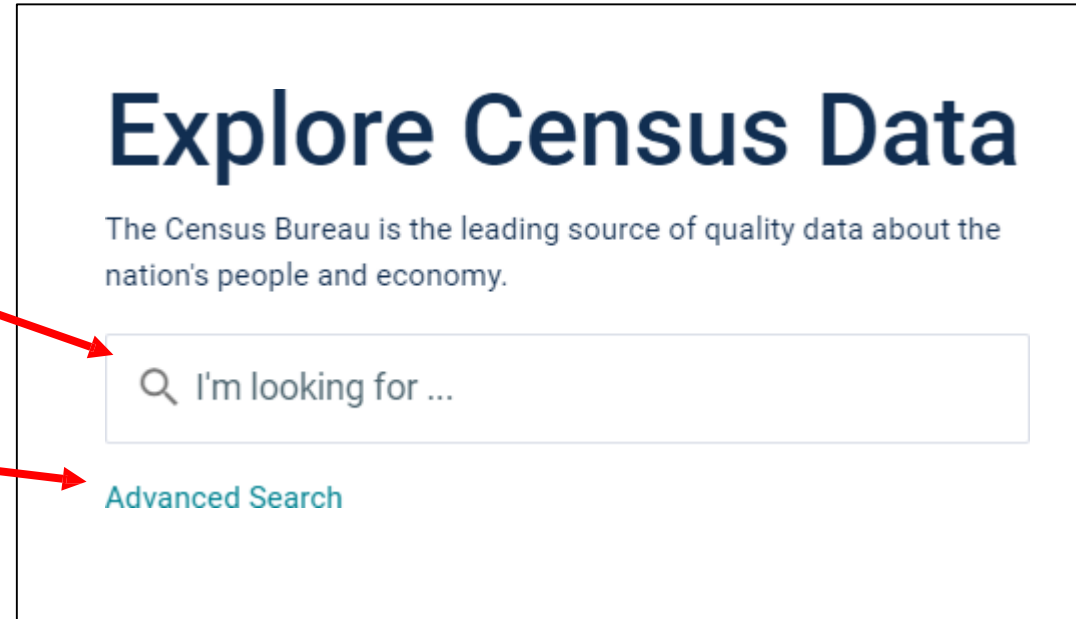 Explore Census Data
The Census Bureau is the leading source of quality data about the
nation's people and economy.
I'm looking for ...
Advanced Search